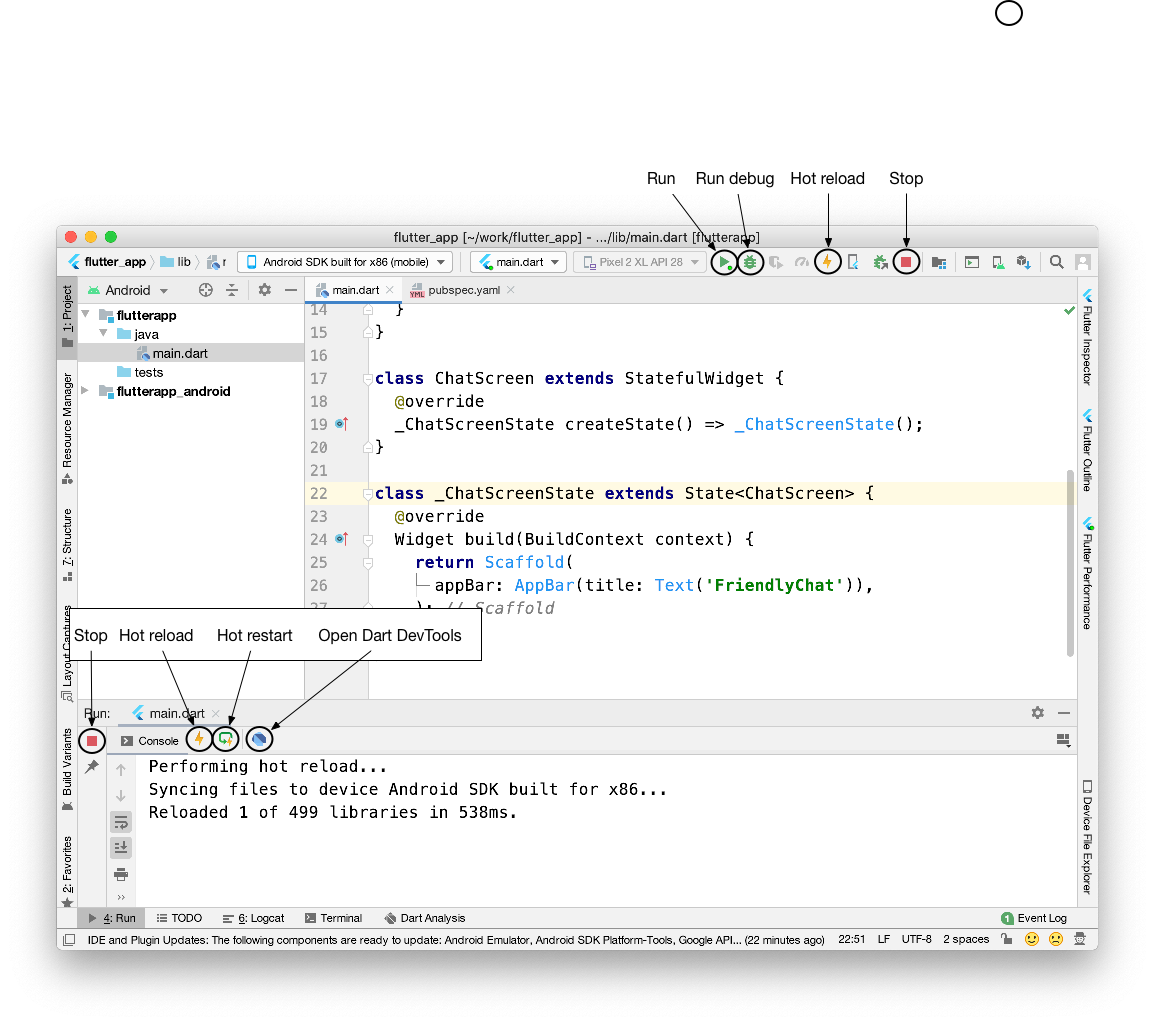 Run Run debug Hot reload Stop
flutter_app [~/work/flutter_app] - .../lib/main.dart [flutterapp]
flutter_app lib Android SDK built for x86 (mobile) main.dart Pixel 2 XL API 28
1: Project
Resource Manager
Z: Structure
Layout Captures
Build Variants
2: Favorites
Android
flutterapp
java
main.dart
tests
flutterapp_android
main.dart pubspec.yaml
14 }
15 }
16
17 class ChatScreen extends StatefulWidget {
18 @override
19 _ChatScreenState createState() => _ChatScreenState();
20 }
21
22 class _ChatScreenState extends State<ChatScreen> {
23 @override
24 Widget build(BuildContext context) {
25 return Scaffold(
26 appBar: AppBar(title: Text('FriendlyChat')),
27 ); // Scaffold
Flutter Inspector
Flutter Outline
Flutter Performance
Device File Explorer
Stop Hot reload Hot restart Open Dart DevTools
Run: main.dart
Console
Performing hot reload...
Syncing files to device Android SDK built for x86...
Reloaded 1 of 499 libraries in 538ms.
4: Run TODO 6: Logcat Terminal Dart Analysis 1 Event Log
IDE and Plugin Updates: The following components are ready to update: Android Emulator, Android SDK Platform-Tools, Google API... (22 minutes ago) 22:51 LF UTF-8 2 spaces